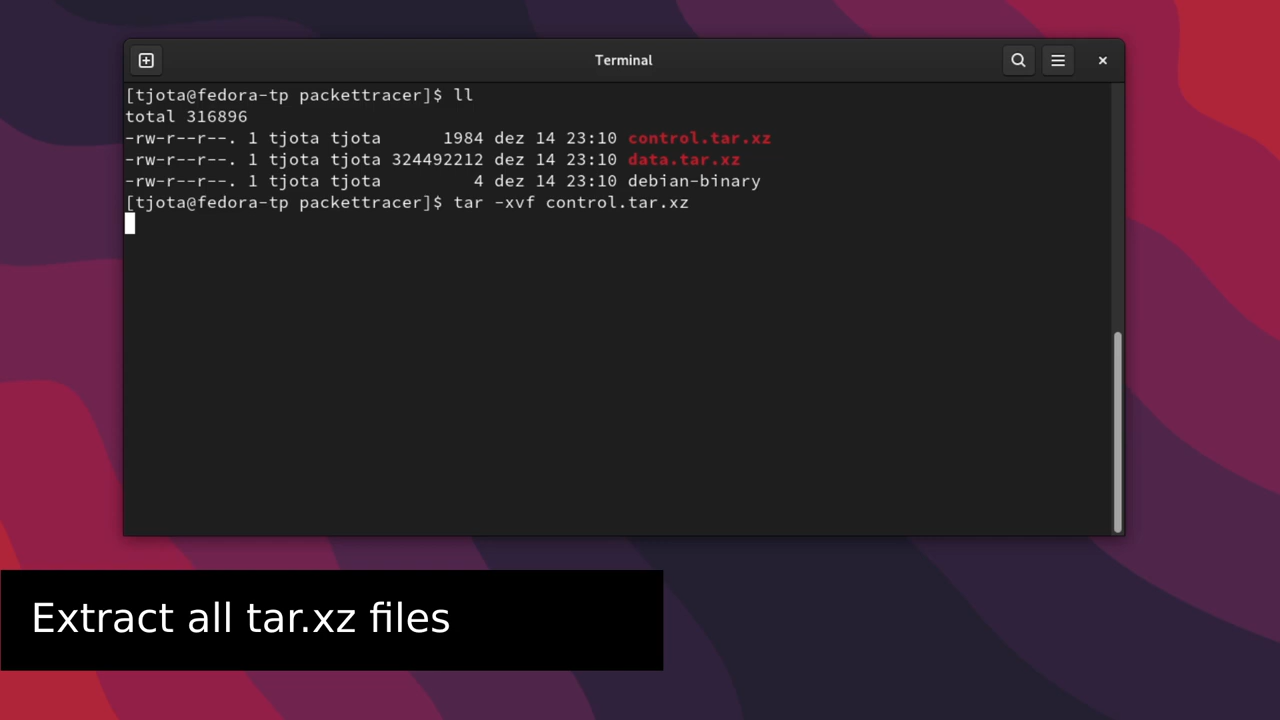 Terminal
[tjota@fedora-tp packettracer]$ ll
total 316896
-rw-r--r--. 1 tjota tjota      1984 dez 14 23:10 control.tar.xz
-rw-r--r--. 1 tjota tjota 324492212 dez 14 23:10 data.tar.xz
-rw-r--r--. 1 tjota tjota         4 dez 14 23:10 debian-binary
[tjota@fedora-tp packettracer]$ tar -xvf control.tar.xz
Extract all tar.xz files